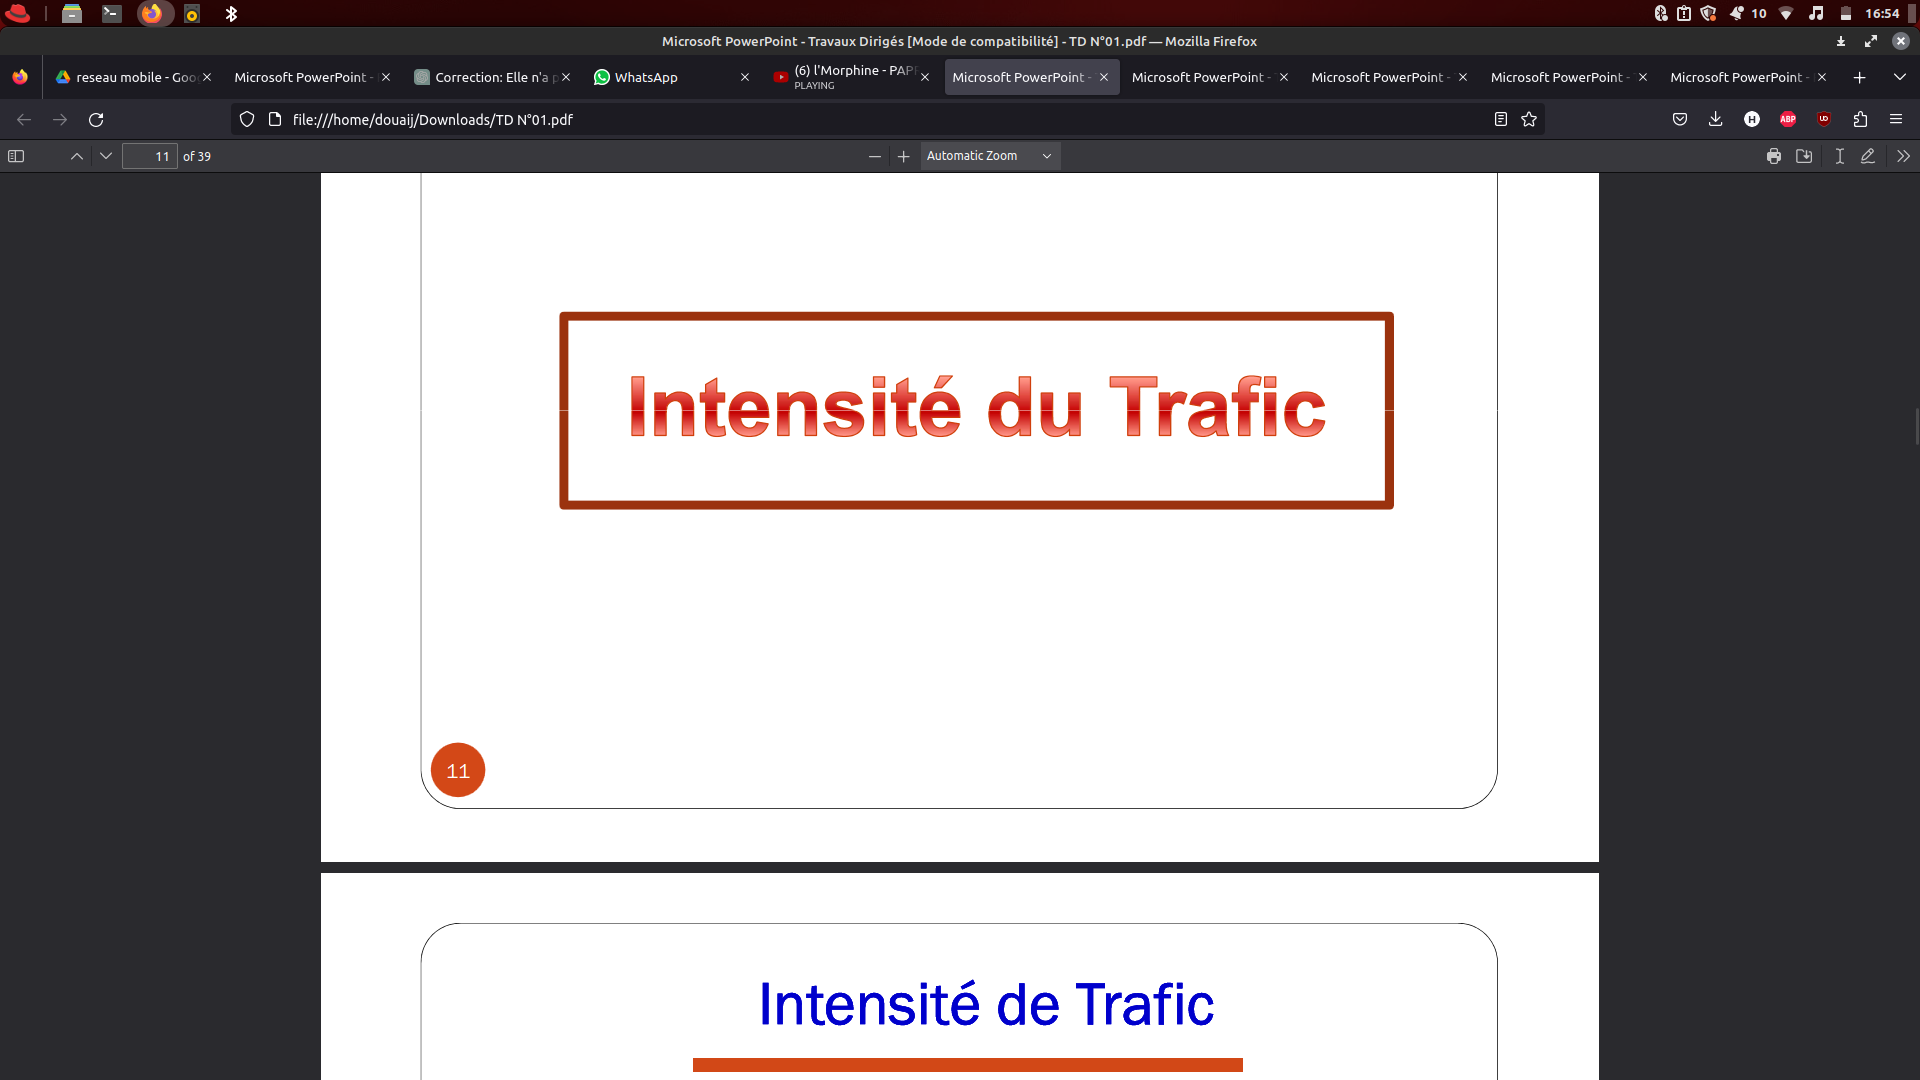 10
16:54
Microsoft PowerPoint - Travaux Dirigés [Mode de compatibilité] - TD N°01.pdf — Mozilla Firefox
reseau mobile - Goo
Microsoft PowerPoint -
Correction: Elle n'a p
WhatsApp
(6) l'Morphine - PAP
PLAYING
Microsoft PowerPoint -
Microsoft PowerPoint -
Microsoft PowerPoint -
Microsoft PowerPoint -
Microsoft PowerPoint -
file:///home/douaij/Downloads/TD N°01.pdf
H
ABP
11 of 39
Automatic Zoom
Intensité du Trafic
11
Intensité de Trafic